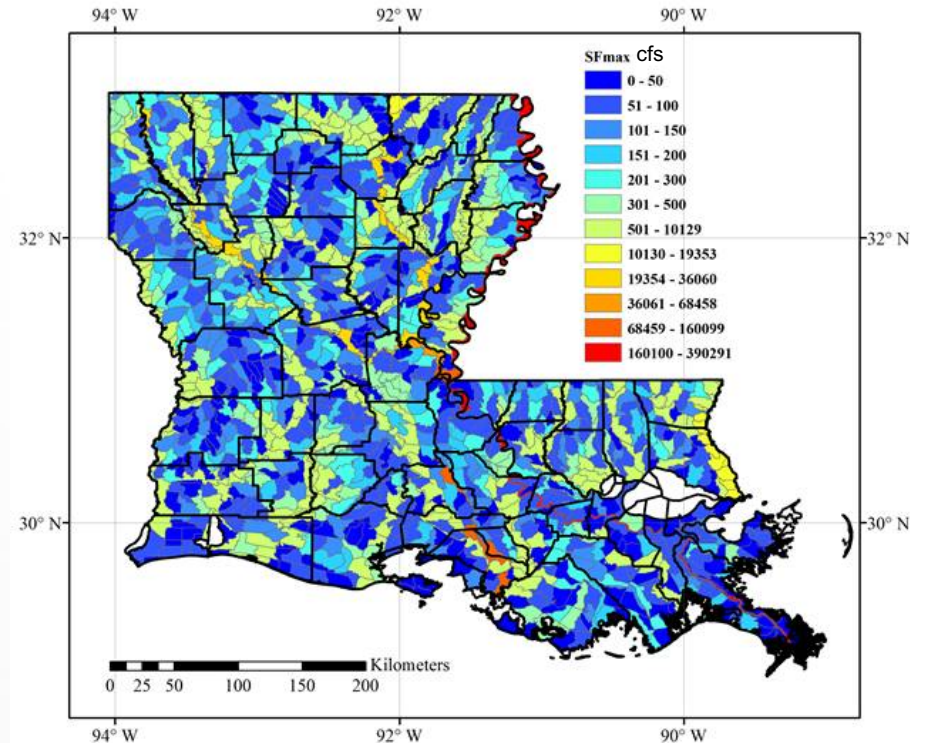 94° W 92° W 90° W
SFmax cfs
0 - 50
51 - 100
101 - 150
151 - 200
201 - 300
301 - 500
501 - 10129
10130 - 19353
19354 - 36060
36061 - 68458
68459 - 160099
160100 - 390291
32° N 32° N
30° N 30° N
Kilometers
0 25 50 100 150 200
94° W 92° W 90° W